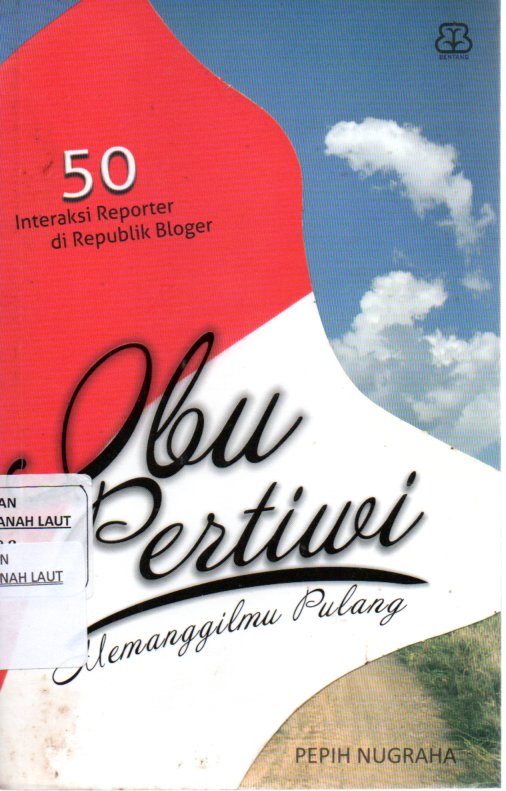 BENTANG
50
Interaksi Reporter
di Republik Bloger
Ibu
Pertiwi
Memanggilmu Pulang
AN
ANAH LAUT
N
NAH LAUT
PEPIH NUGRAHA